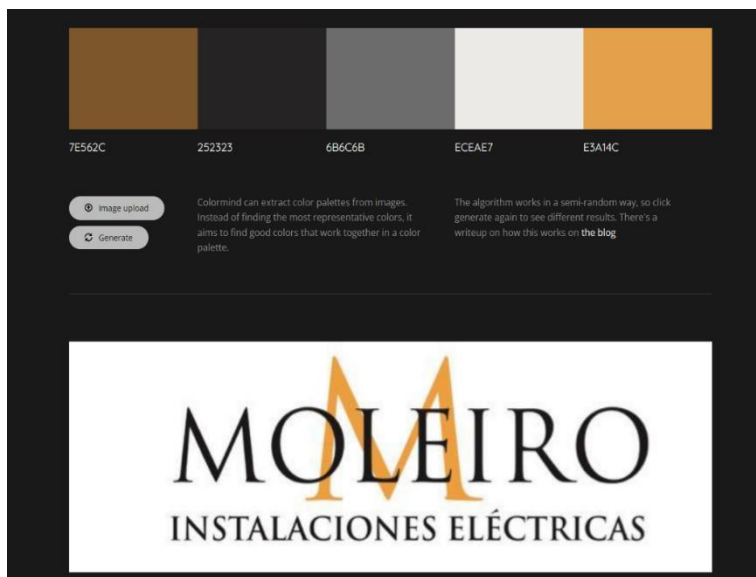 7E562C
252323
6B6C6B
ECEAE7
E3A14C
Image upload
Generate
Colormind can extract color palettes from images.
Instead of finding the most representative colors, it
aims to find good colors that work together in a color
palette.
The algorithm works in a semi-random way, so click
generate again to see different results. There's a
writeup on how this works on the blog
M
MOLEIRO
INSTALACIONES ELÉCTRICAS